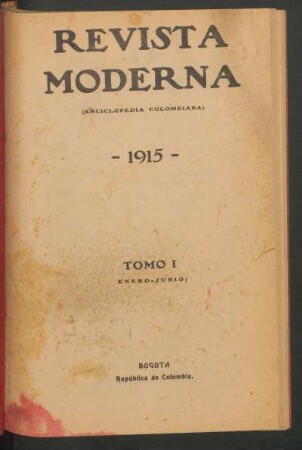 REVISTA
MODERNA
(ENCICLOPEDIA COLOMBIANA)
- 1915 -
TOMO I
ENERO-JUNIO)
BOGOTA
República de Colombia.